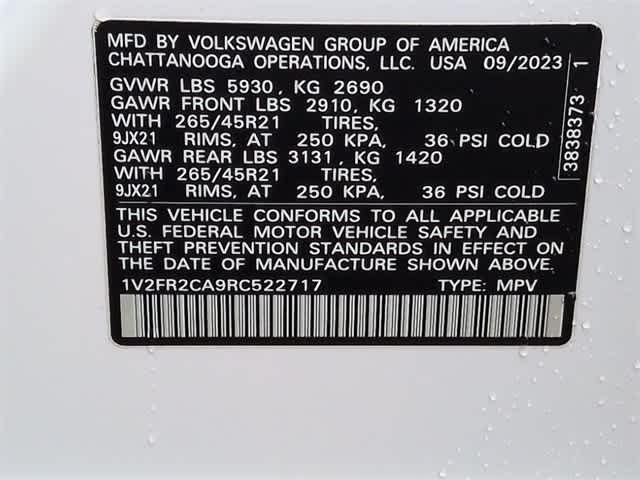 MFD BY VOLKSWAGEN GROUP OF AMERICA
CHATTANOOGA OPERATIONS, LLC. USA 09/2023
GVWR LBS 5930 , KG 2690
GAWR FRONT LBS 2910 , KG 1320
WITH 265/45R21 TIRES,
9JX21 RIMS, AT 250 KPA, 36 PSI COLD
GAWR REAR LBS 3131 , KG 1420
WITH 265/45R21 TIRES,
9JX21 RIMS, AT 250 KPA, 36 PSI COLD
THIS VEHICLE CONFORMS TO ALL APPLICABLE
U.S. FEDERAL MOTOR VEHICLE SAFETY AND
THEFT PREVENTION STANDARDS IN EFFECT ON
THE DATE OF MANUFACTURE SHOWN ABOVE.
1V2FR2CA9RC522717 TYPE: MPV
3838373 1